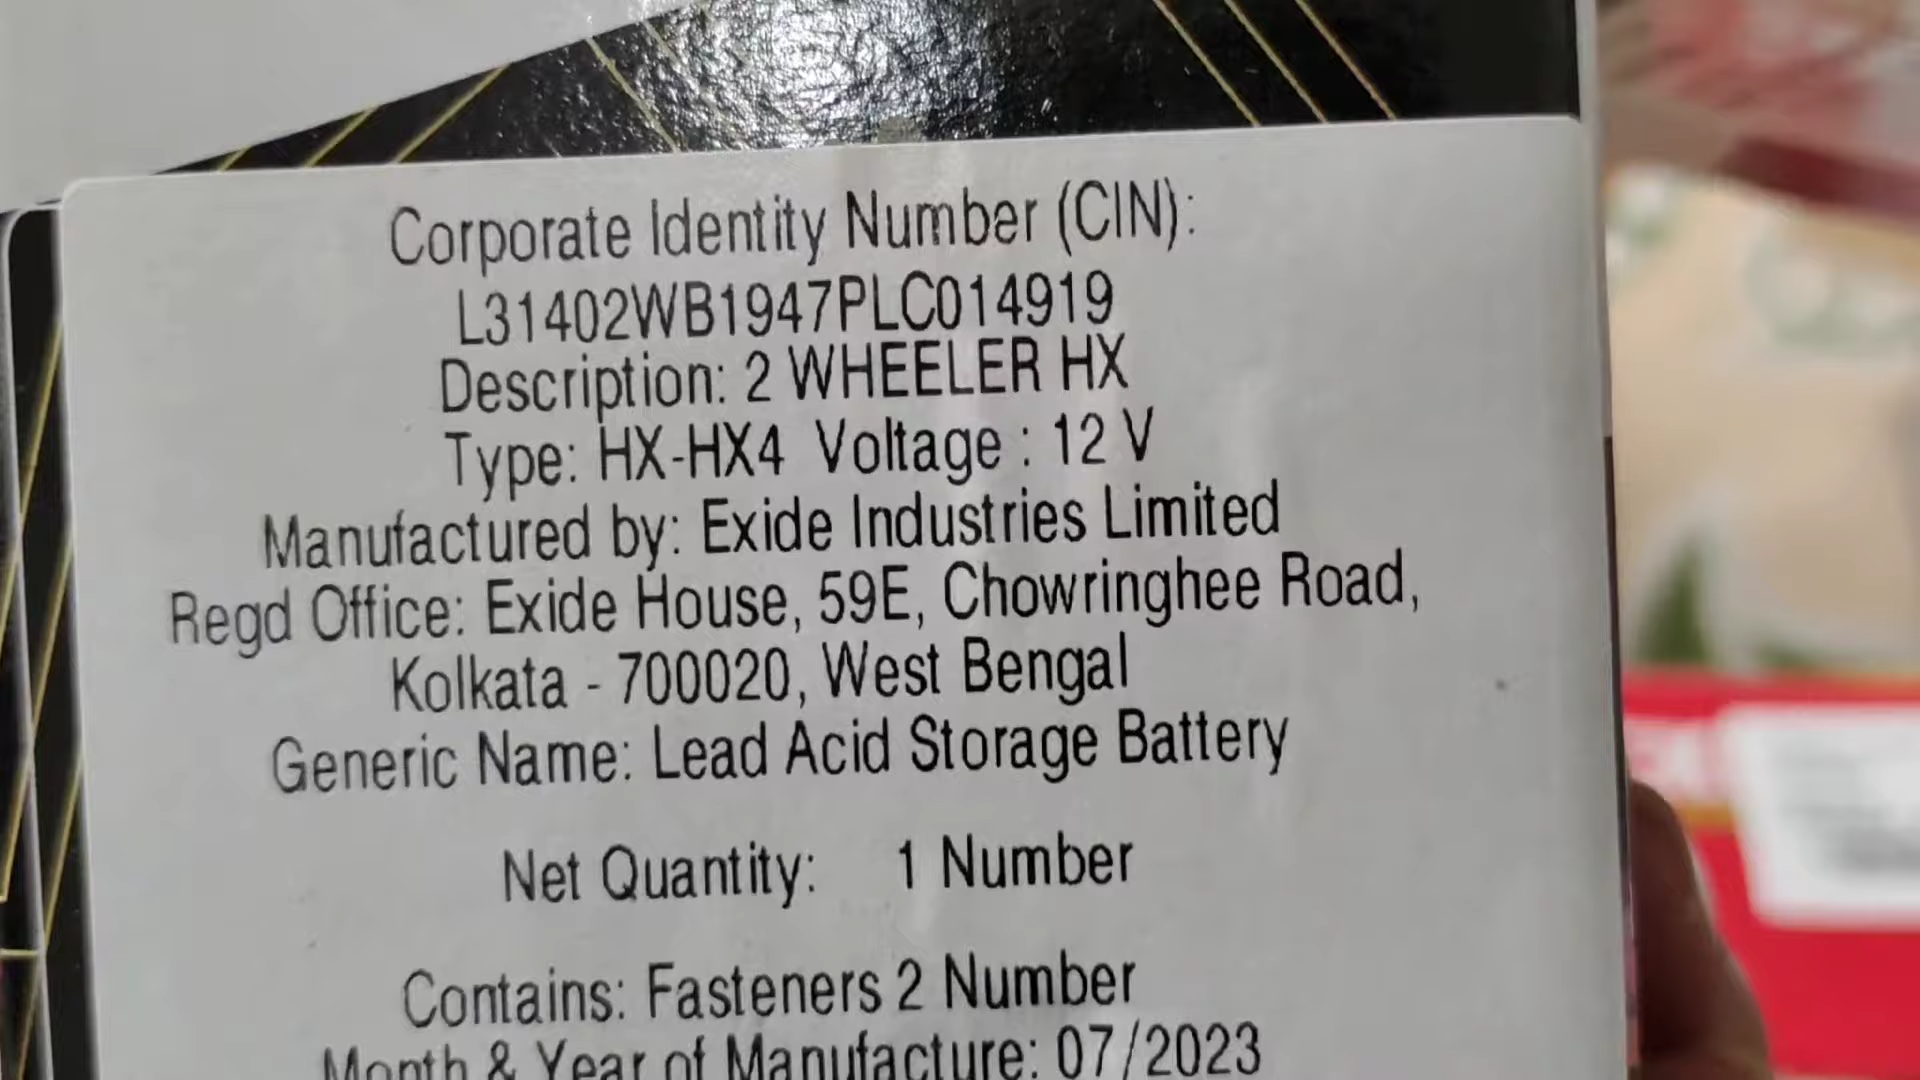 Corporate Identity Number (CIN):
L31402WB1947PLC014919
Description: 2 WHEELER HX
Type: HX-HX4 Voltage : 12 V
Manufactured by: Exide Industries Limited
Regd Office: Exide House, 59E, Chowringhee Road,
Kolkata - 700020, West Bengal
Generic Name: Lead Acid Storage Battery
Net Quantity: 1 Number
Contains: Fasteners 2 Number
Month & Year of Manufacture: 07/2023